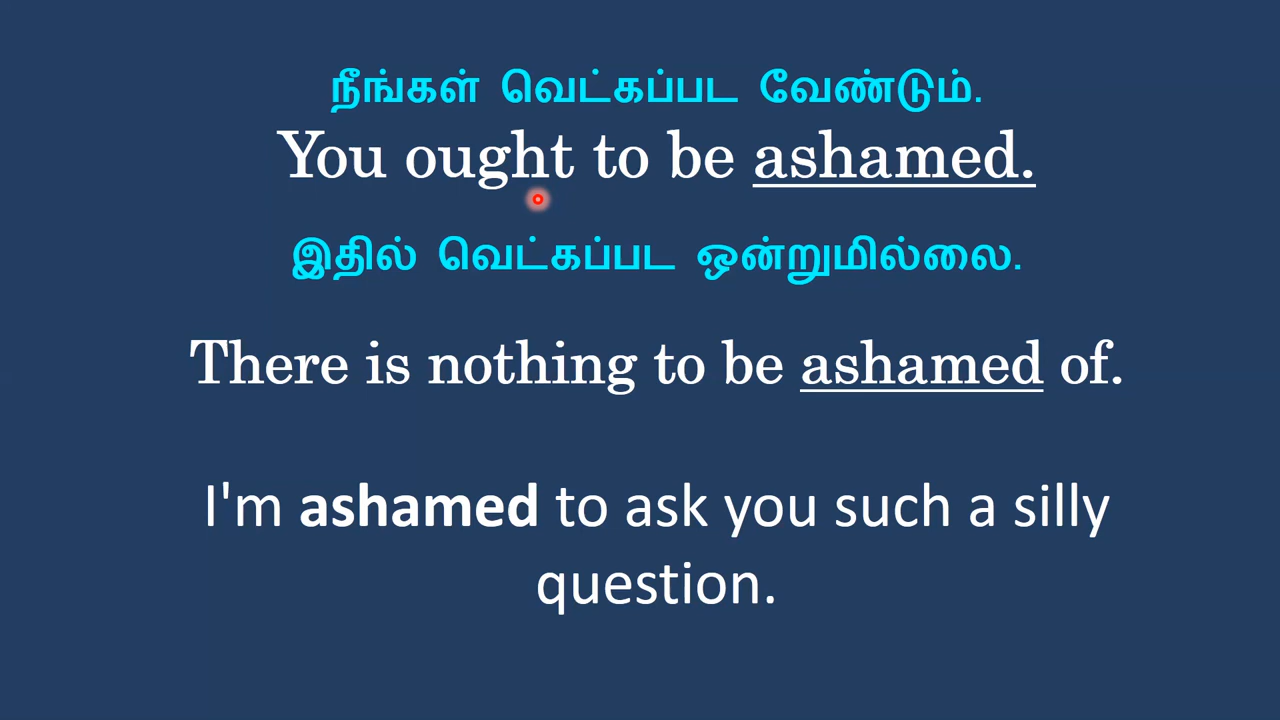 நீங்கள் வெட்கப்பட வேண்டும்.
You ought to be ashamed.
இதில் வெட்கப்பட ஒன்றுமில்லை.
There is nothing to be ashamed of.
I'm ashamed to ask you such a silly
question.